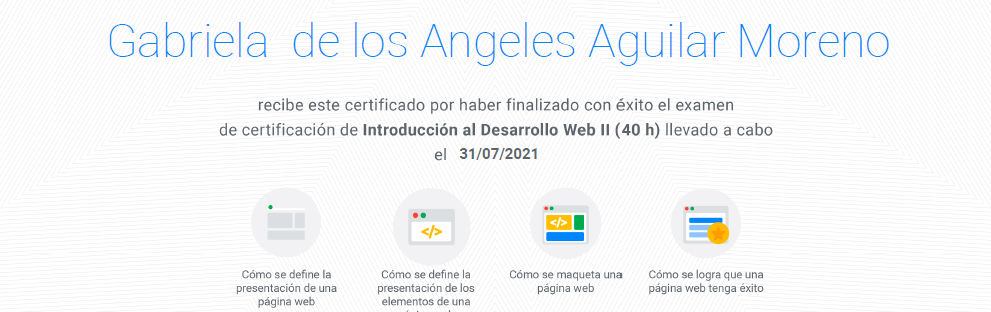 Gabriela de los Angeles Aguilar Moreno
recibe este certificado por haber finalizado con éxito el examen
de certificación de Introducción al Desarrollo Web II (40 h) llevado a cabo
el 31/07/2021
</>
</>
Cómo se define la
presentación de una
página web
Cómo se define la
presentación de los
elementos de una
Cómo se maqueta una
página web
Cómo se logra que una
página web tenga éxito